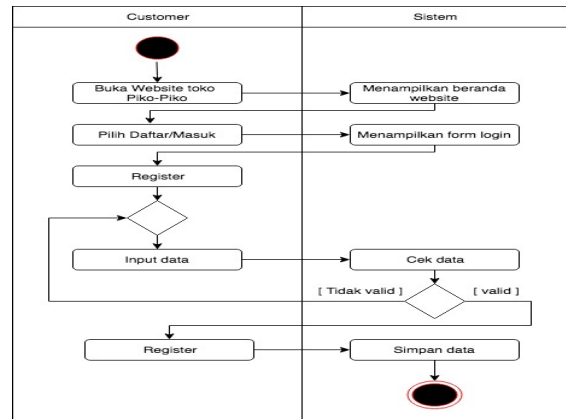 Customer
Sistem
Buka Website toko
Piko-Piko
Menampilkan beranda
website
Pilih Daftar/Masuk
Menampilkan form login
Register
Input data
Cek data
[ Tidak valid ]
[ valid ]
Register
Simpan data